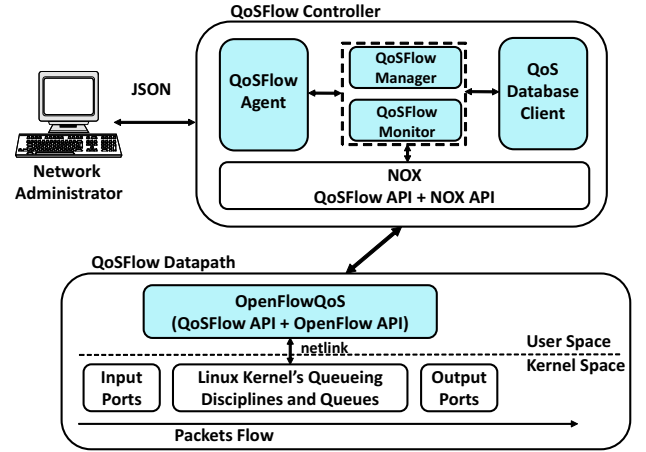 QoSFlow Controller
JSON
Network
Administrator
QoSFlow
Agent
QoSFlow
Manager
QoSFlow
Monitor
QoS
Database
Client
NOX
QoSFlow API + NOX API
QoSFlow Datapath
OpenFlowQoS
(QoSFlow API + OpenFlow API)
netlink
User Space
Kernel Space
Input
Ports
Linux Kernel's Queueing
Disciplines and Queues
Output
Ports
Packets Flow